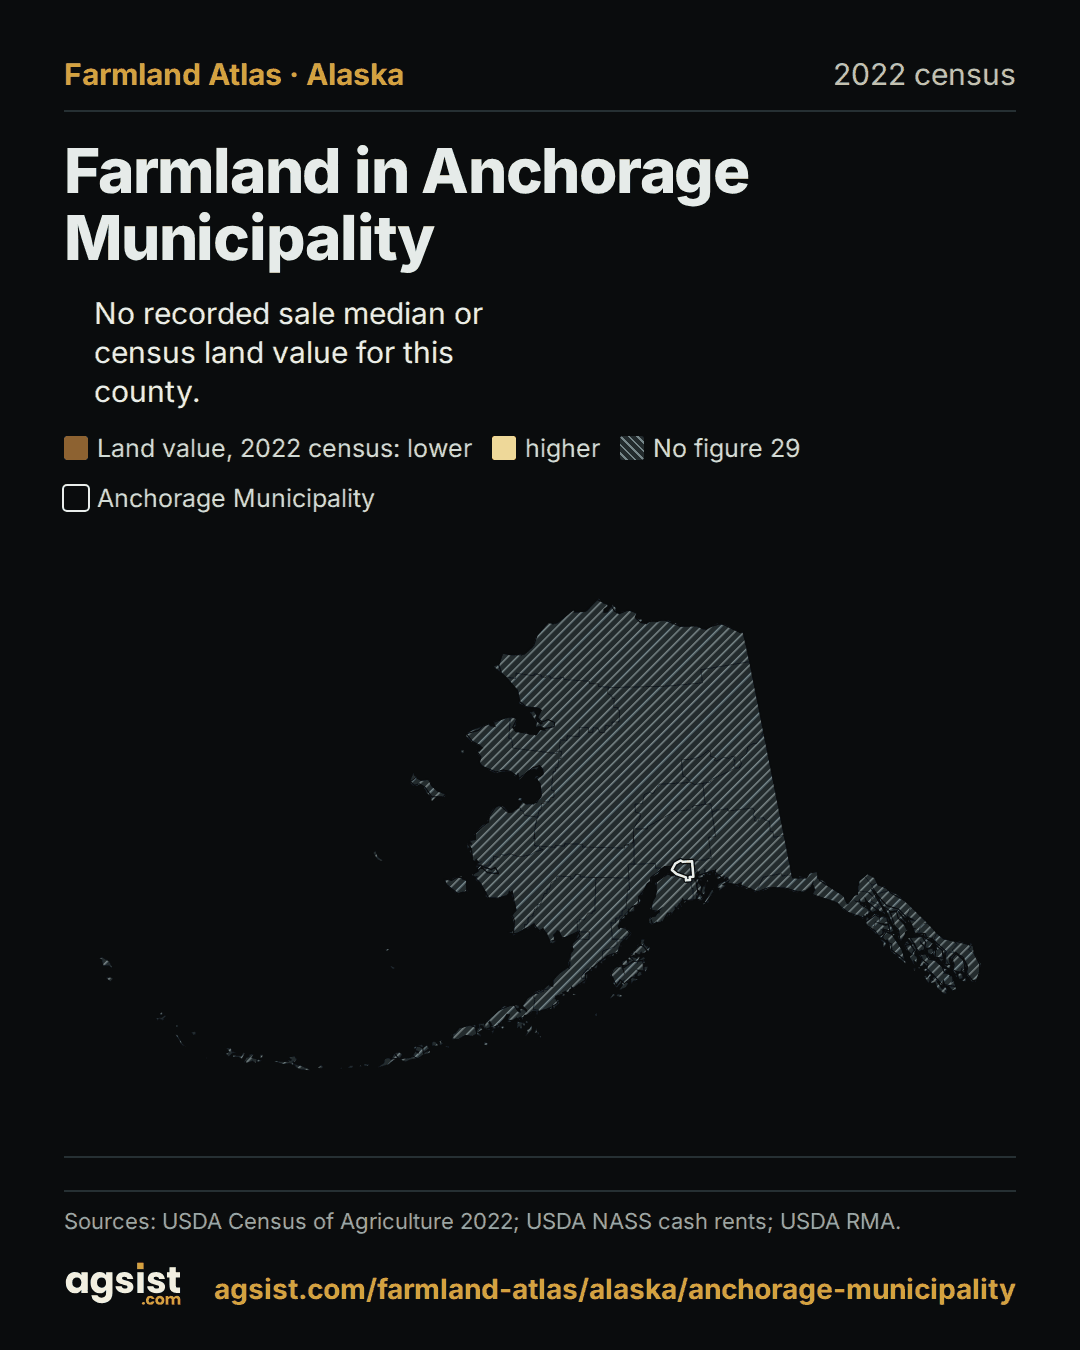 Farmland Atlas · Alaska
2022 census
Farmland in Anchorage
Municipality
No recorded sale median or
census land value for this
county.
Land value, 2022 census: lower
higher
No figure 29
Anchorage Municipality
Sources: USDA Census of Agriculture 2022; USDA NASS cash rents; USDA RMA.
agsist
.com
agsist.com/farmland-atlas/alaska/anchorage-municipality